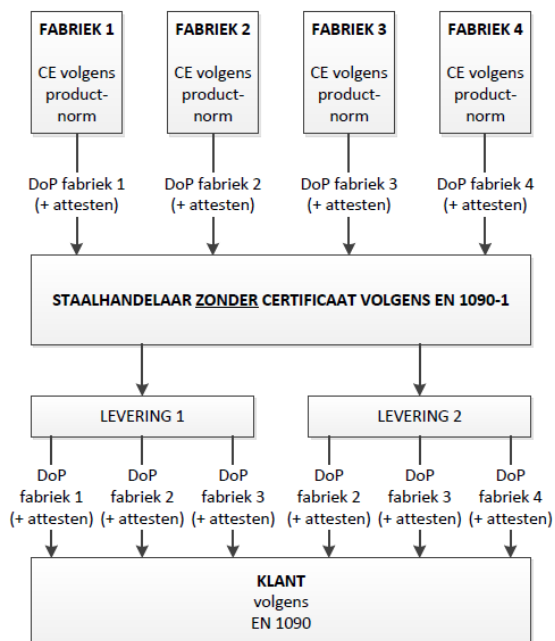 FABRIEK 1
CE volgens
product-
norm
FABRIEK 2
CE volgens
product-
norm
FABRIEK 3
CE volgens
product-
norm
FABRIEK 4
CE volgens
product-
norm
DoP fabriek 1
(+ attesten)
DoP fabriek 2
(+ attesten)
DoP fabriek 3
(+ attesten)
DoP fabriek 4
(+ attesten)
STAALHANDELAAR ZONDER CERTIFICAAT VOLGENS EN 1090-1
LEVERING 1
LEVERING 2
DoP
fabriek 1
(+ attesten)
DoP
fabriek 2
(+ attesten)
DoP
fabriek 3
(+ attesten)
DoP
fabriek 2
(+ attesten)
DoP
fabriek 3
(+ attesten)
DoP
fabriek 4
(+ attesten)
KLANT
volgens
EN 1090